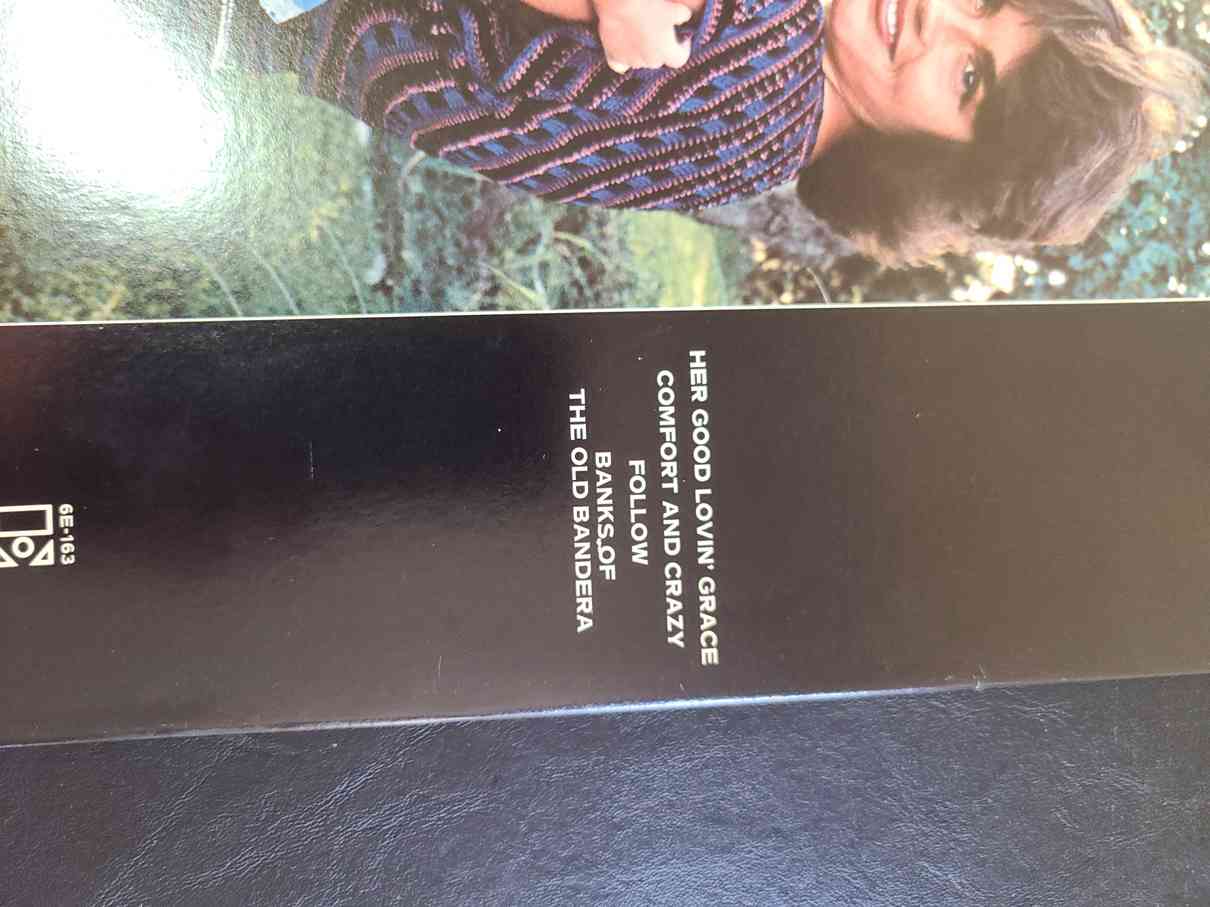 HER GOOD LOVIN' GRACE
COMFORT AND CRAZY
FOLLOW
BANKS OF
THE OLD BANDERA
6E-163